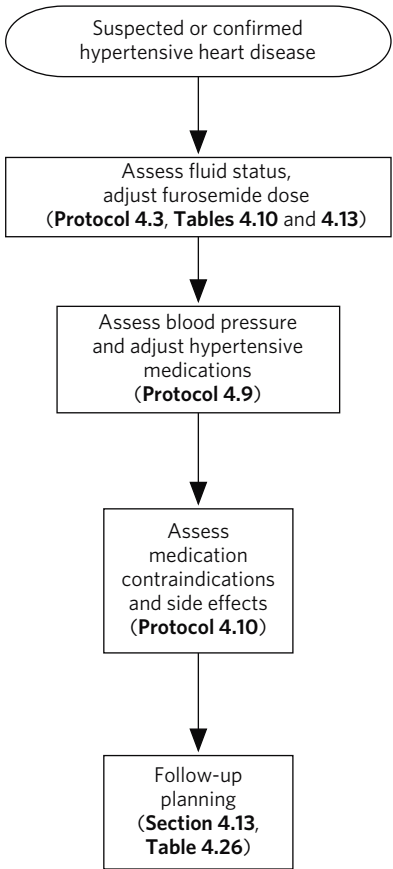 Suspected or confirmed
hypertensive heart disease
Assess fluid status,
adjust furosemide dose
(Protocol 4.3, Tables 4.10 and 4.13)
Assess blood pressure
and adjust hypertensive
medications
(Protocol 4.9)
Assess
medication
contraindications
and side effects
(Protocol 4.10)
Follow-up
planning
(Section 4.13,
Table 4.26)